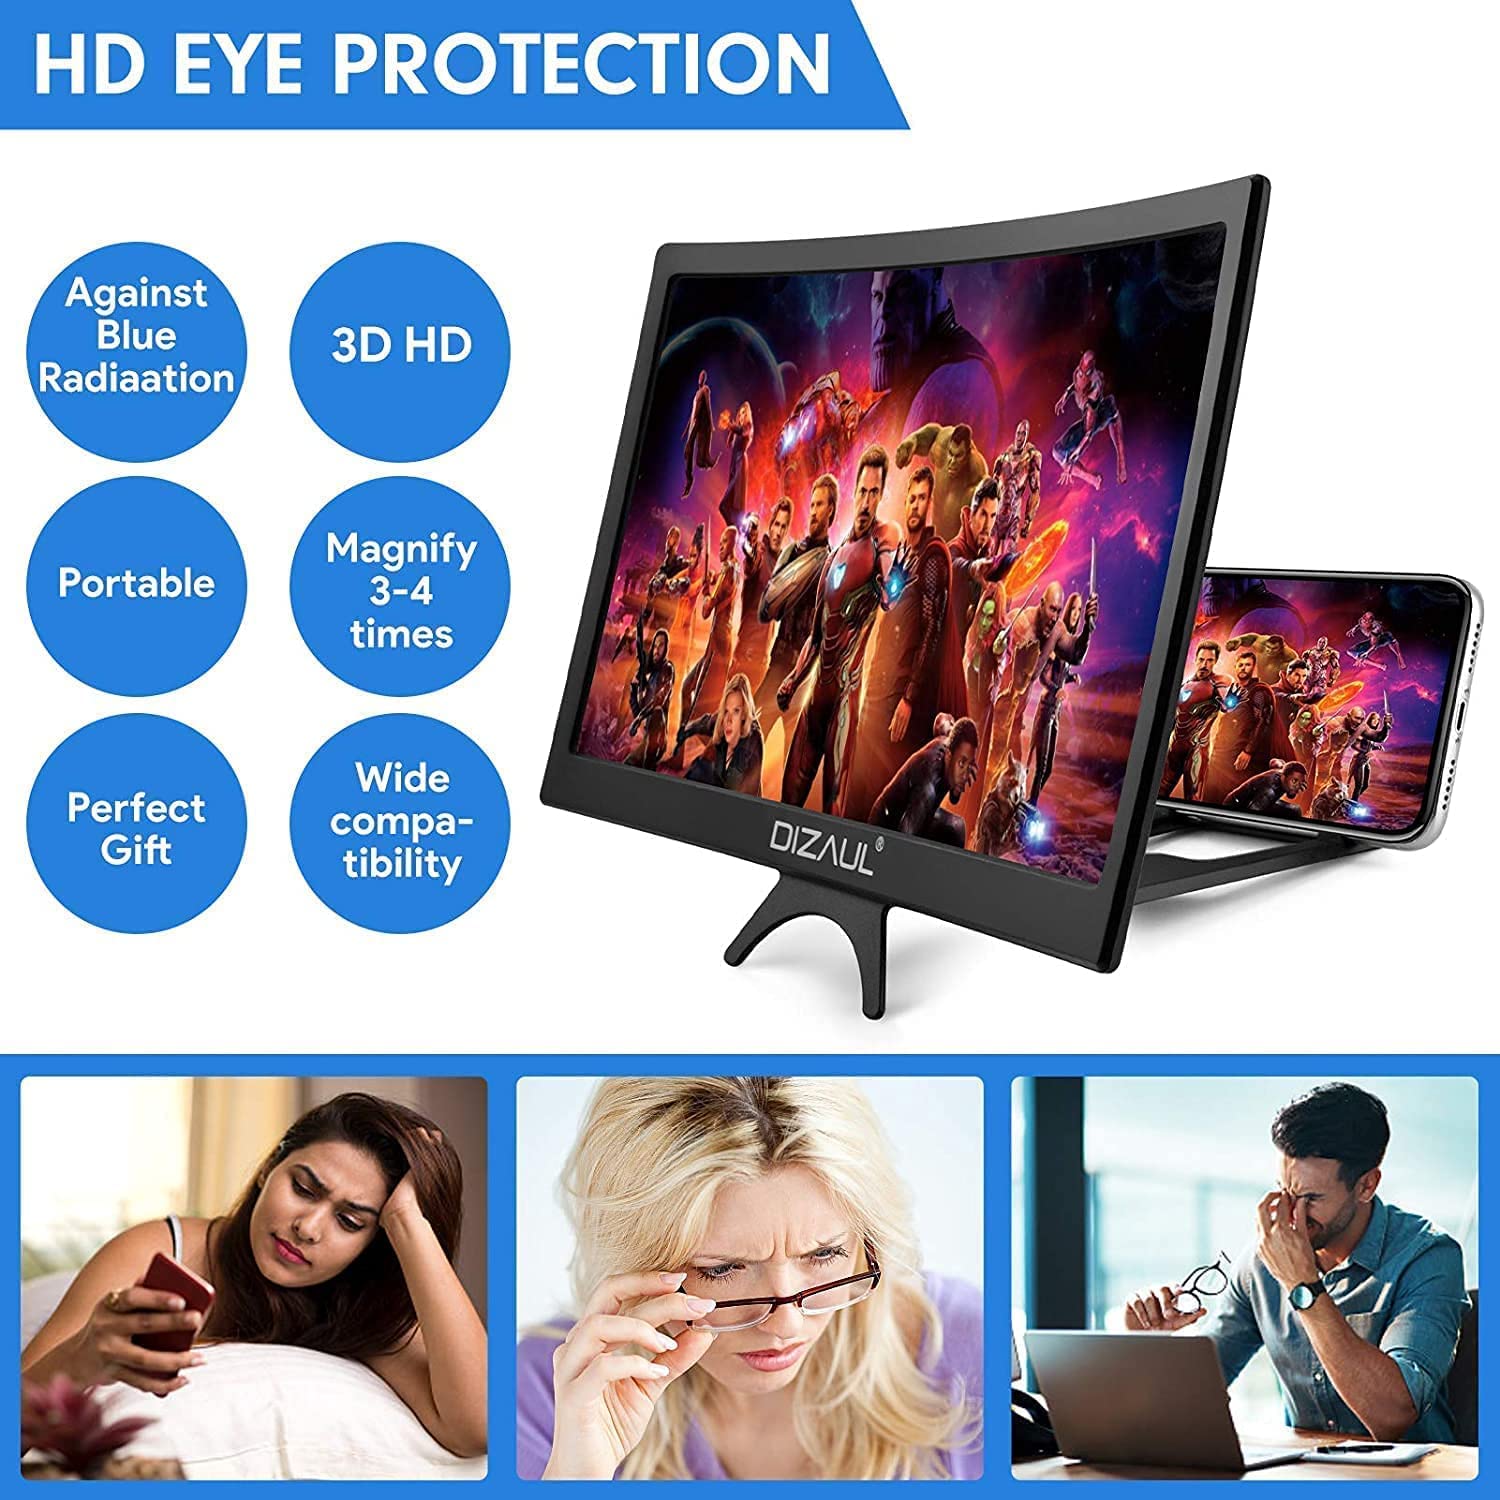 HD EYE PROTECTION
Against
Blue
Radiaation
3D HD
Portable
Magnify
3-4
times
Perfect
Gift
Wide
compa-
tibility
DIZAUL®